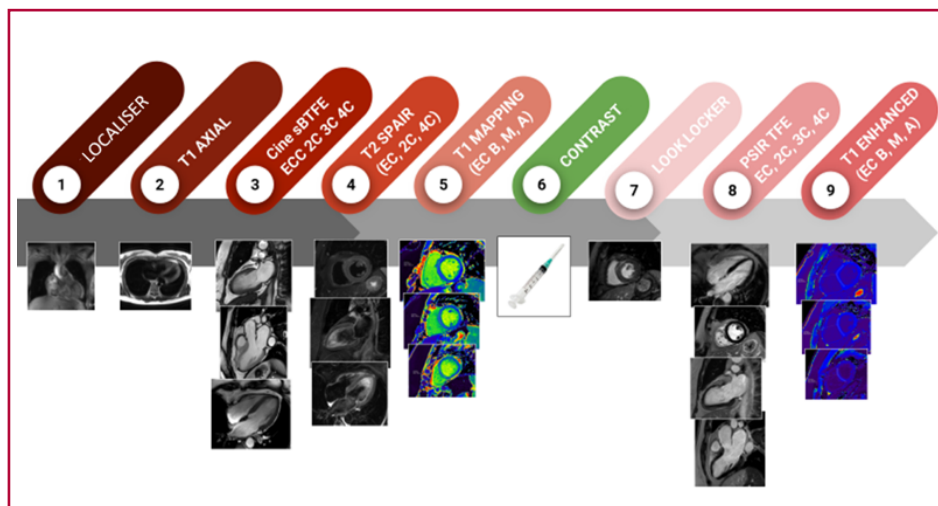 1
LOCALISER
2
T1 AXIAL
3
Cine sBTFE
ECC 2C 3C 4C
4
T2 SPAIR
(EC, 2C, 4C)
5
T1 MAPPING
(EC B, M, A)
6
CONTRAST
7
LOOK LOCKER
8
PSIR TFE
EC, 2C, 3C, 4C
9
T1 ENHANCED
(EC B, M, A)